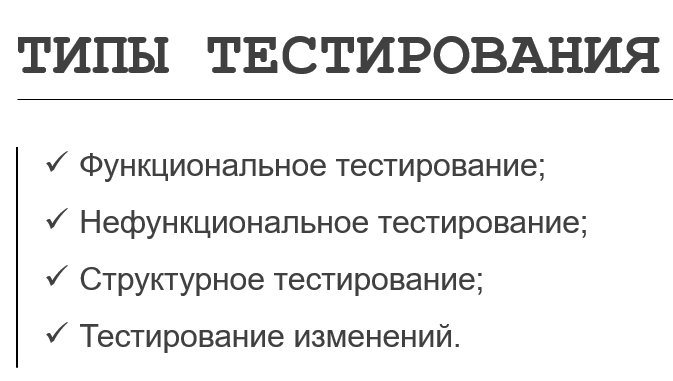 ТИПЫ ТЕСТИРОВАНИЯ
✓ Функциональное тестирование;
✓ Нефункциональное тестирование;
✓ Структурное тестирование;
✓ Тестирование изменений.